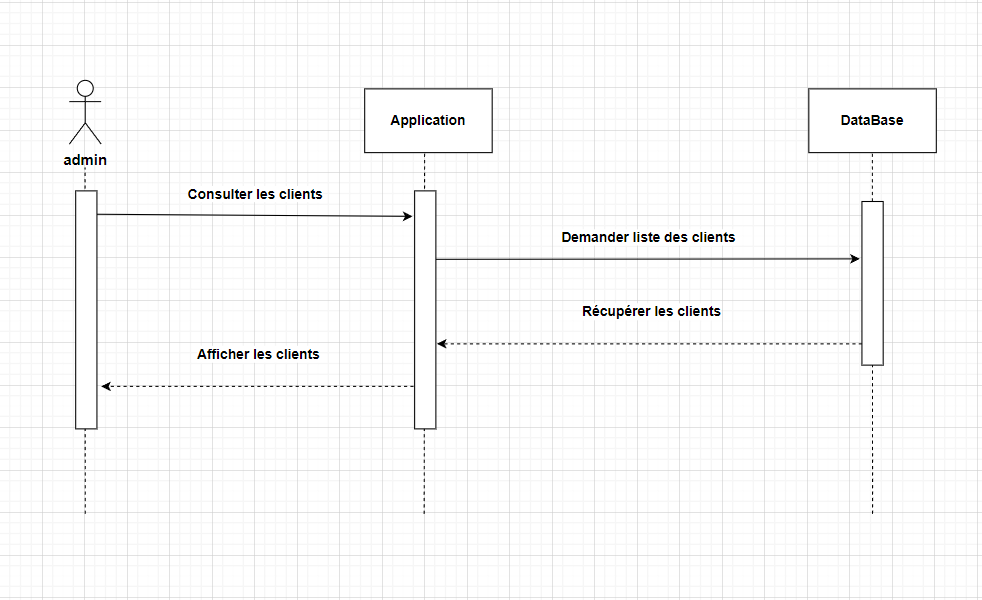 Application
DataBase
admin
Consulter les clients
Demander liste des clients
Récupérer les clients
Afficher les clients